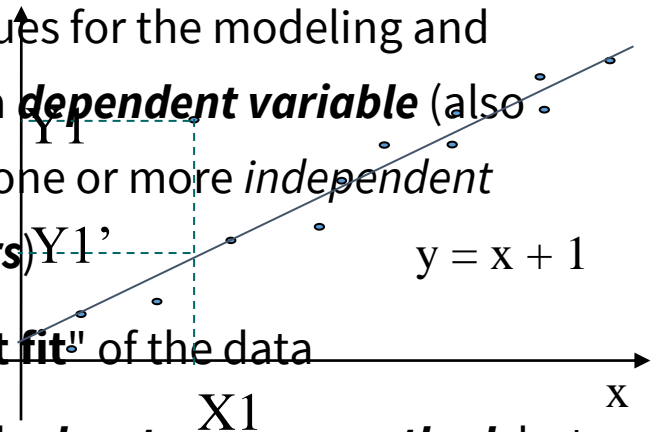 ues for the modeling and
dependent variable (also
Y1
one or more independent
s)
Y1’
y = x + 1
t fit" of the data
x
X1